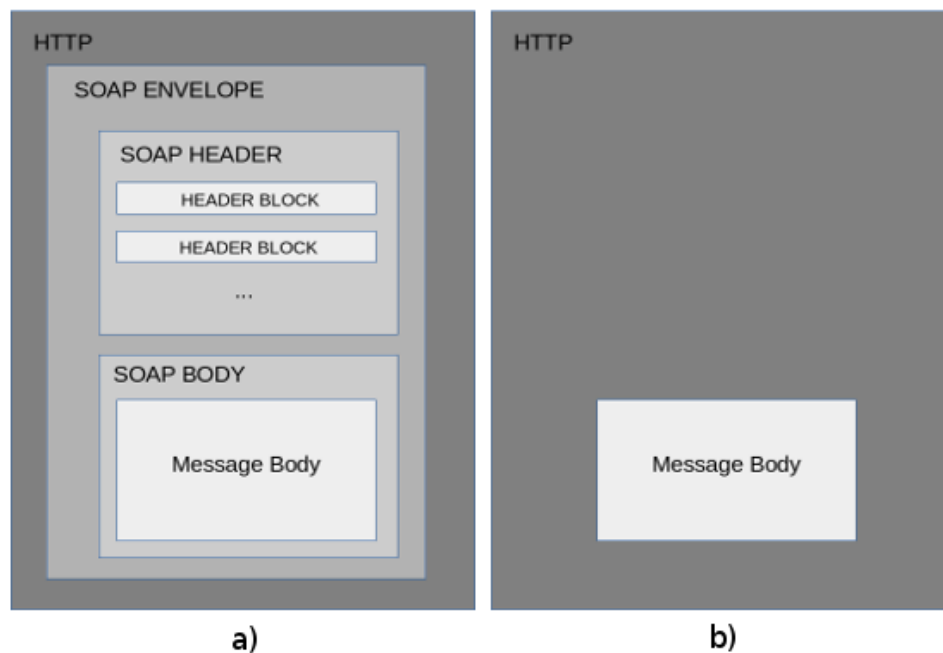 HTTP
SOAP ENVELOPE
SOAP HEADER
HEADER BLOCK
HEADER BLOCK
...
SOAP BODY
Message Body
a)
HTTP
Message Body
b)